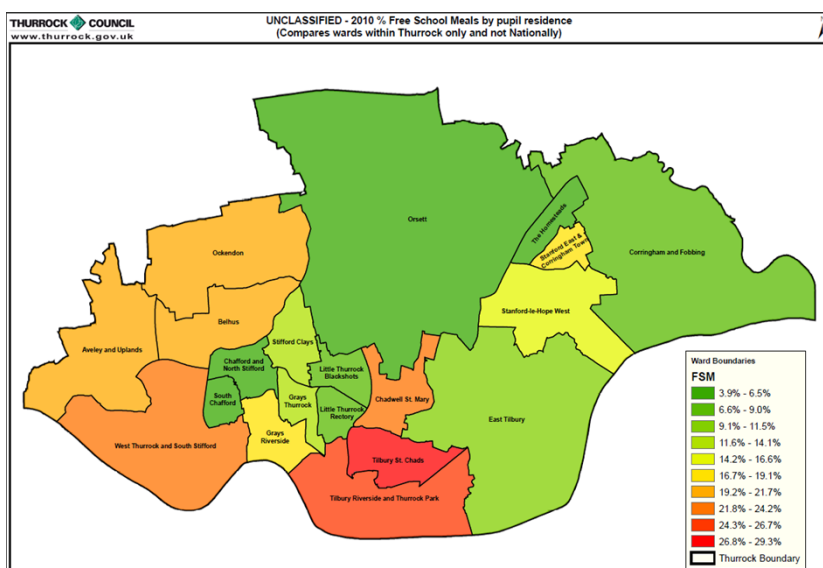 THURROCK COUNCIL
www.thurrock.gov.uk
UNCLASSIFIED - 2010 % Free School Meals by pupil residence
(Compares wards within Thurrock only and not Nationally)
Orsett
The Homesteads
Stanford East &
Corringham Town
Corringham and Fobbing
Ockendon
Stanford-le-Hope West
Belhus
Stifford Clays
Aveley and Uplands
Chafford and
North Stifford
Little Thurrock
Blackshots
Chadwell St. Mary
South
Chafford
Grays
Thurrock
Little Thurrock
Rectory
East Tilbury
Grays
Riverside
West Thurrock and South Stifford
Tilbury St. Chads
Tilbury Riverside and Thurrock Park
Ward Boundaries
FSM
3.9% - 6.5%
6.6% - 9.0%
9.1% - 11.5%
11.6% - 14.1%
14.2% - 16.6%
16.7% - 19.1%
19.2% - 21.7%
21.8% - 24.2%
24.3% - 26.7%
26.8% - 29.3%
Thurrock Boundary